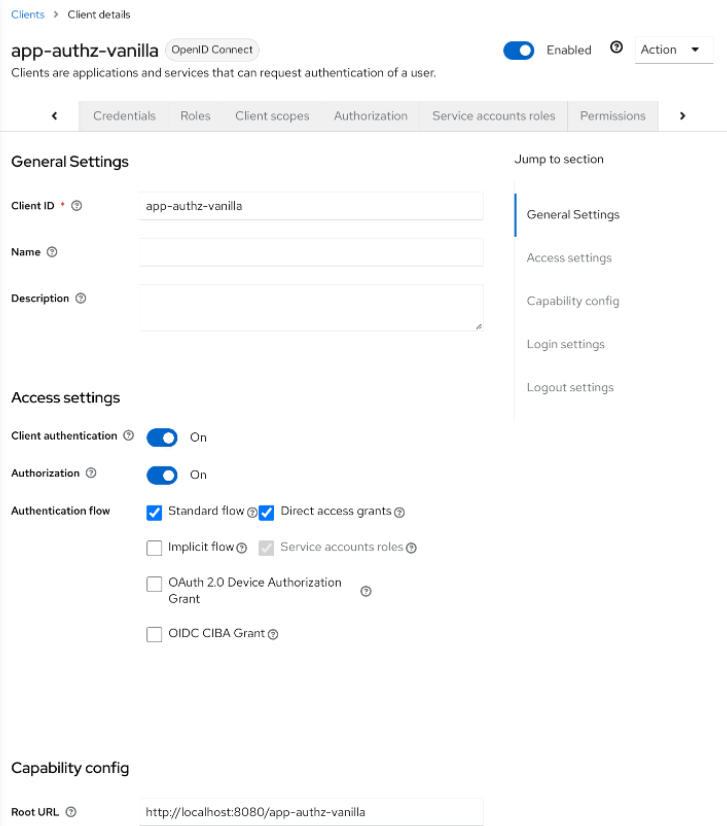 Clients > Client details
app-authz-vanilla OpenID Connect Enabled Action
Clients are applications and services that can request authentication of a user.
Credentials Roles Client scopes Authorization Service accounts roles Permissions
General Settings
Jump to section
Client ID * app-authz-vanilla
General Settings
Name
Access settings
Description
Capability config
Login settings
Logout settings
Access settings
Client authentication On
Authorization On
Authentication flow Standard flow Direct access grants
Implicit flow Service accounts roles
OAuth 2.0 Device Authorization
Grant
OIDC CIBA Grant
Capability config
Root URL http://localhost:8080/app-authz-vanilla